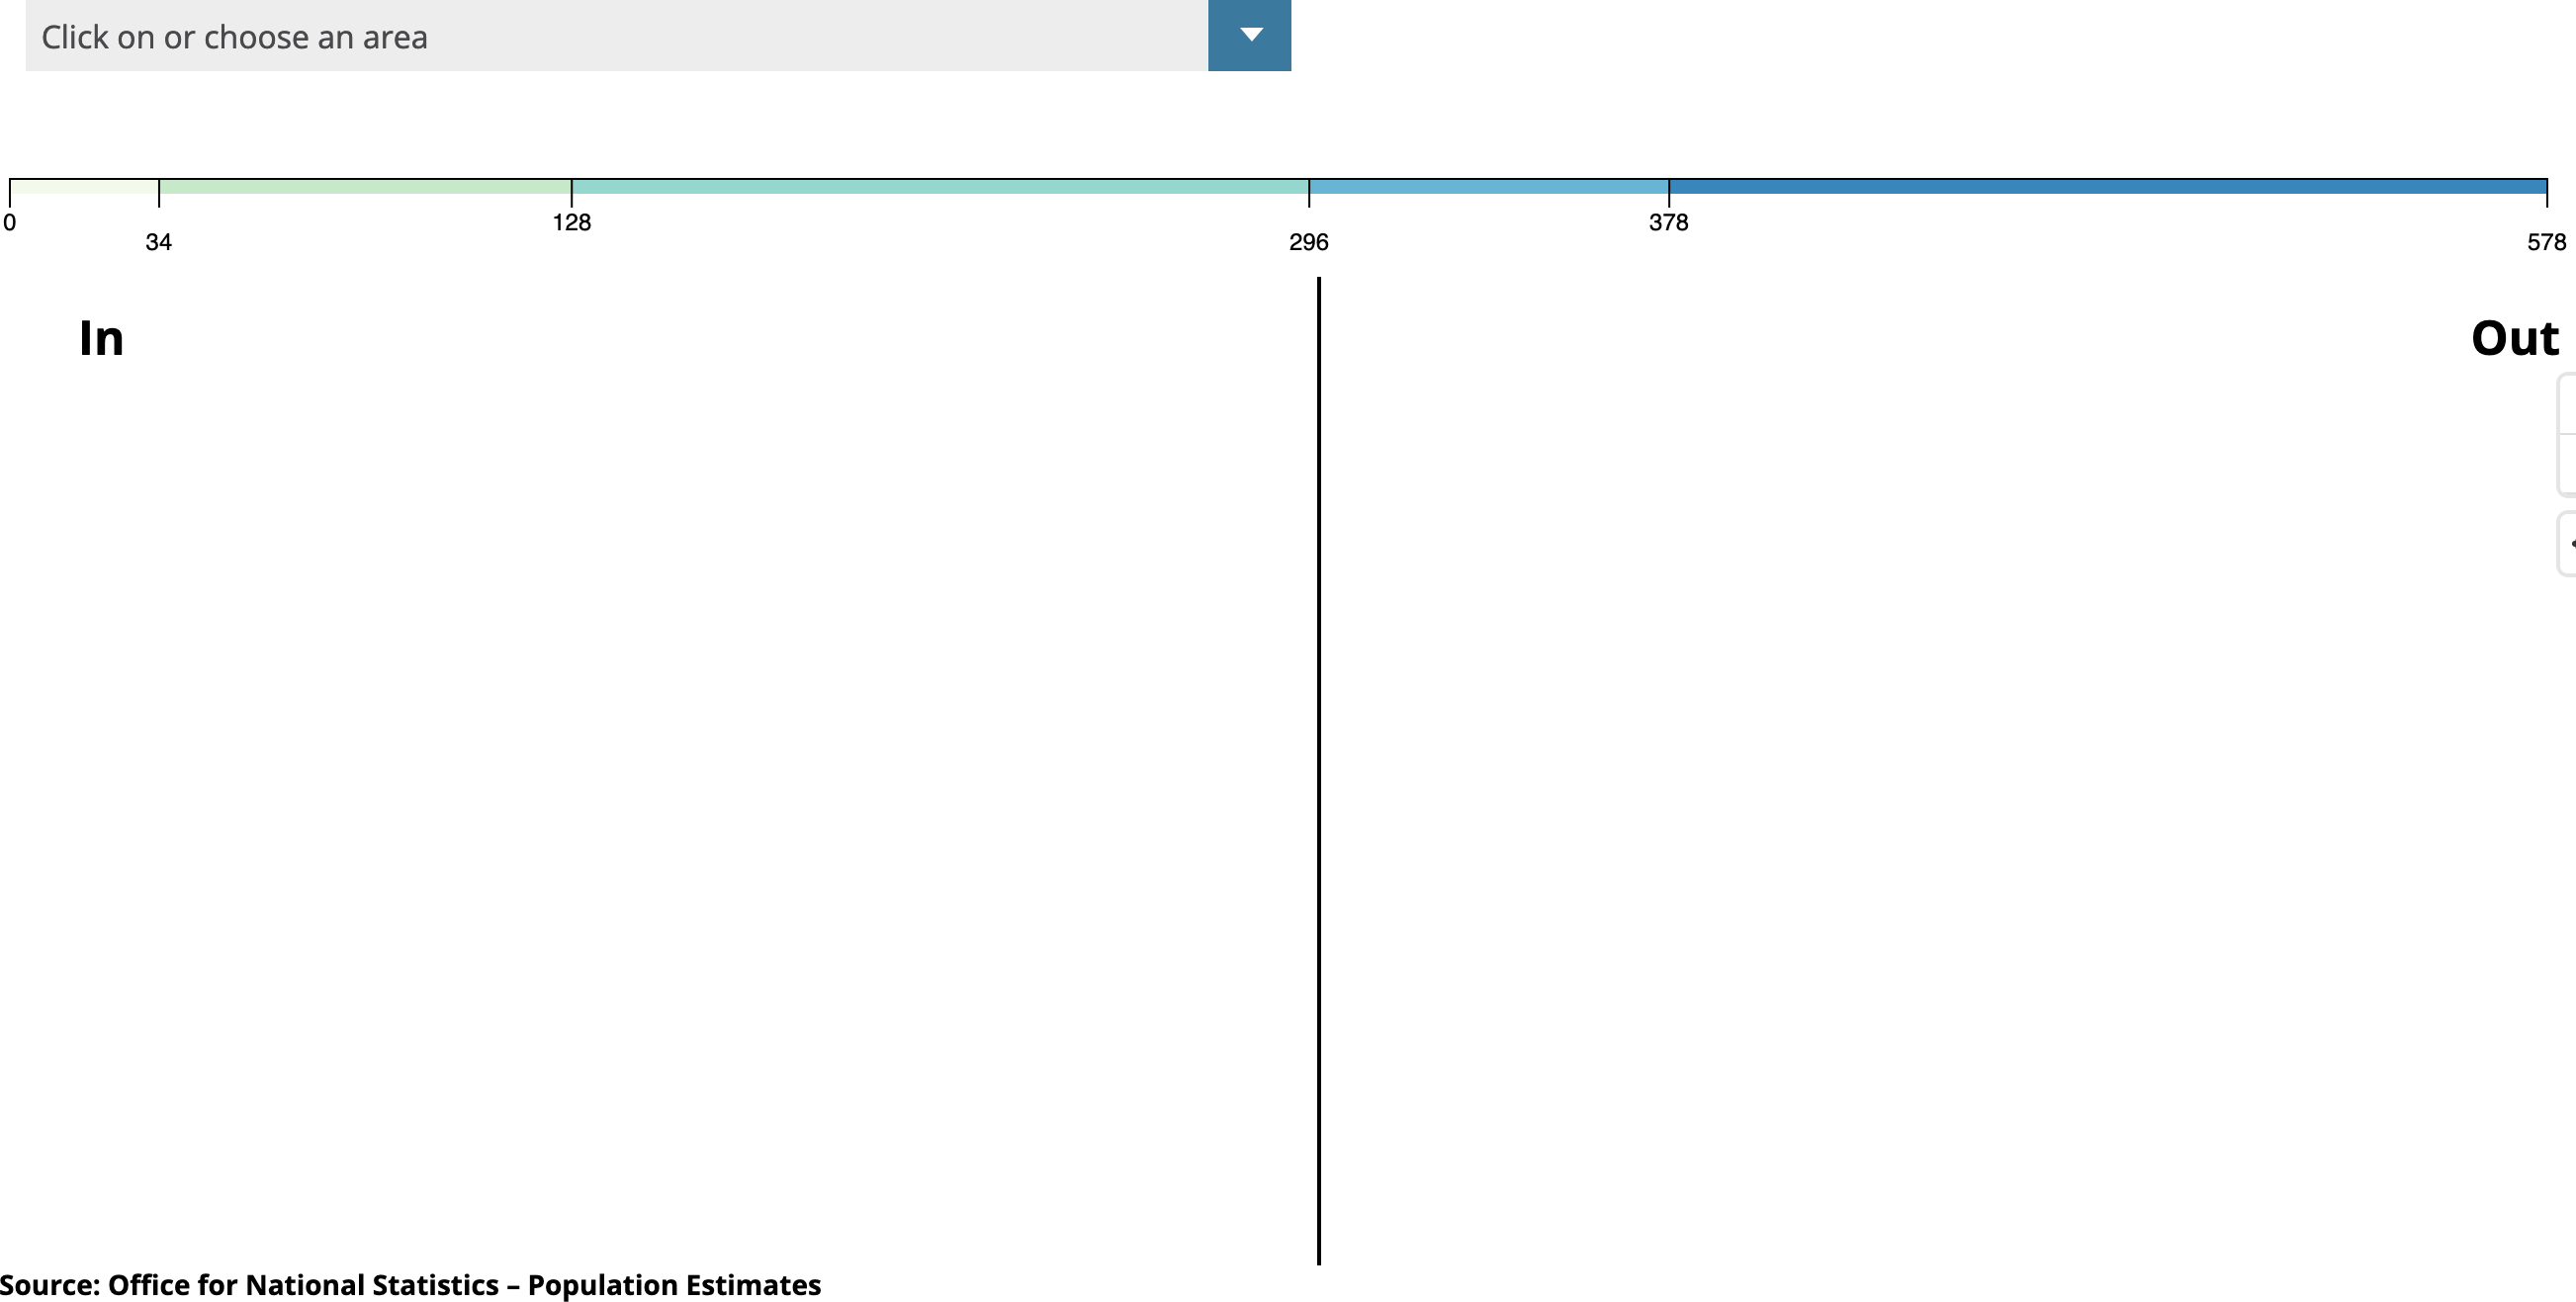 Click on or choose an area
0
34
128
296
378
578
In
Out
Source: Office for National Statistics – Population Estimates